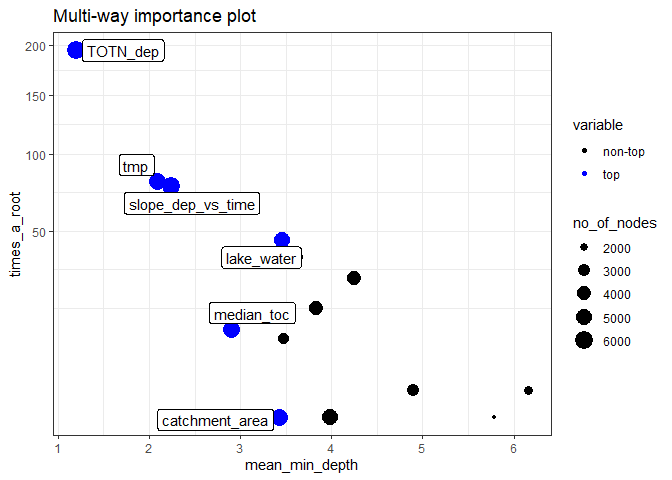 Multi-way importance plot
200
150
100
50
times_a_root
TOTN_dep
tmp
slope_dep_vs_time
lake_water
median_toc
catchment_area
1
2
3
4
5
6
mean_min_depth
variable
non-top
top
no_of_nodes
2000
3000
4000
5000
6000